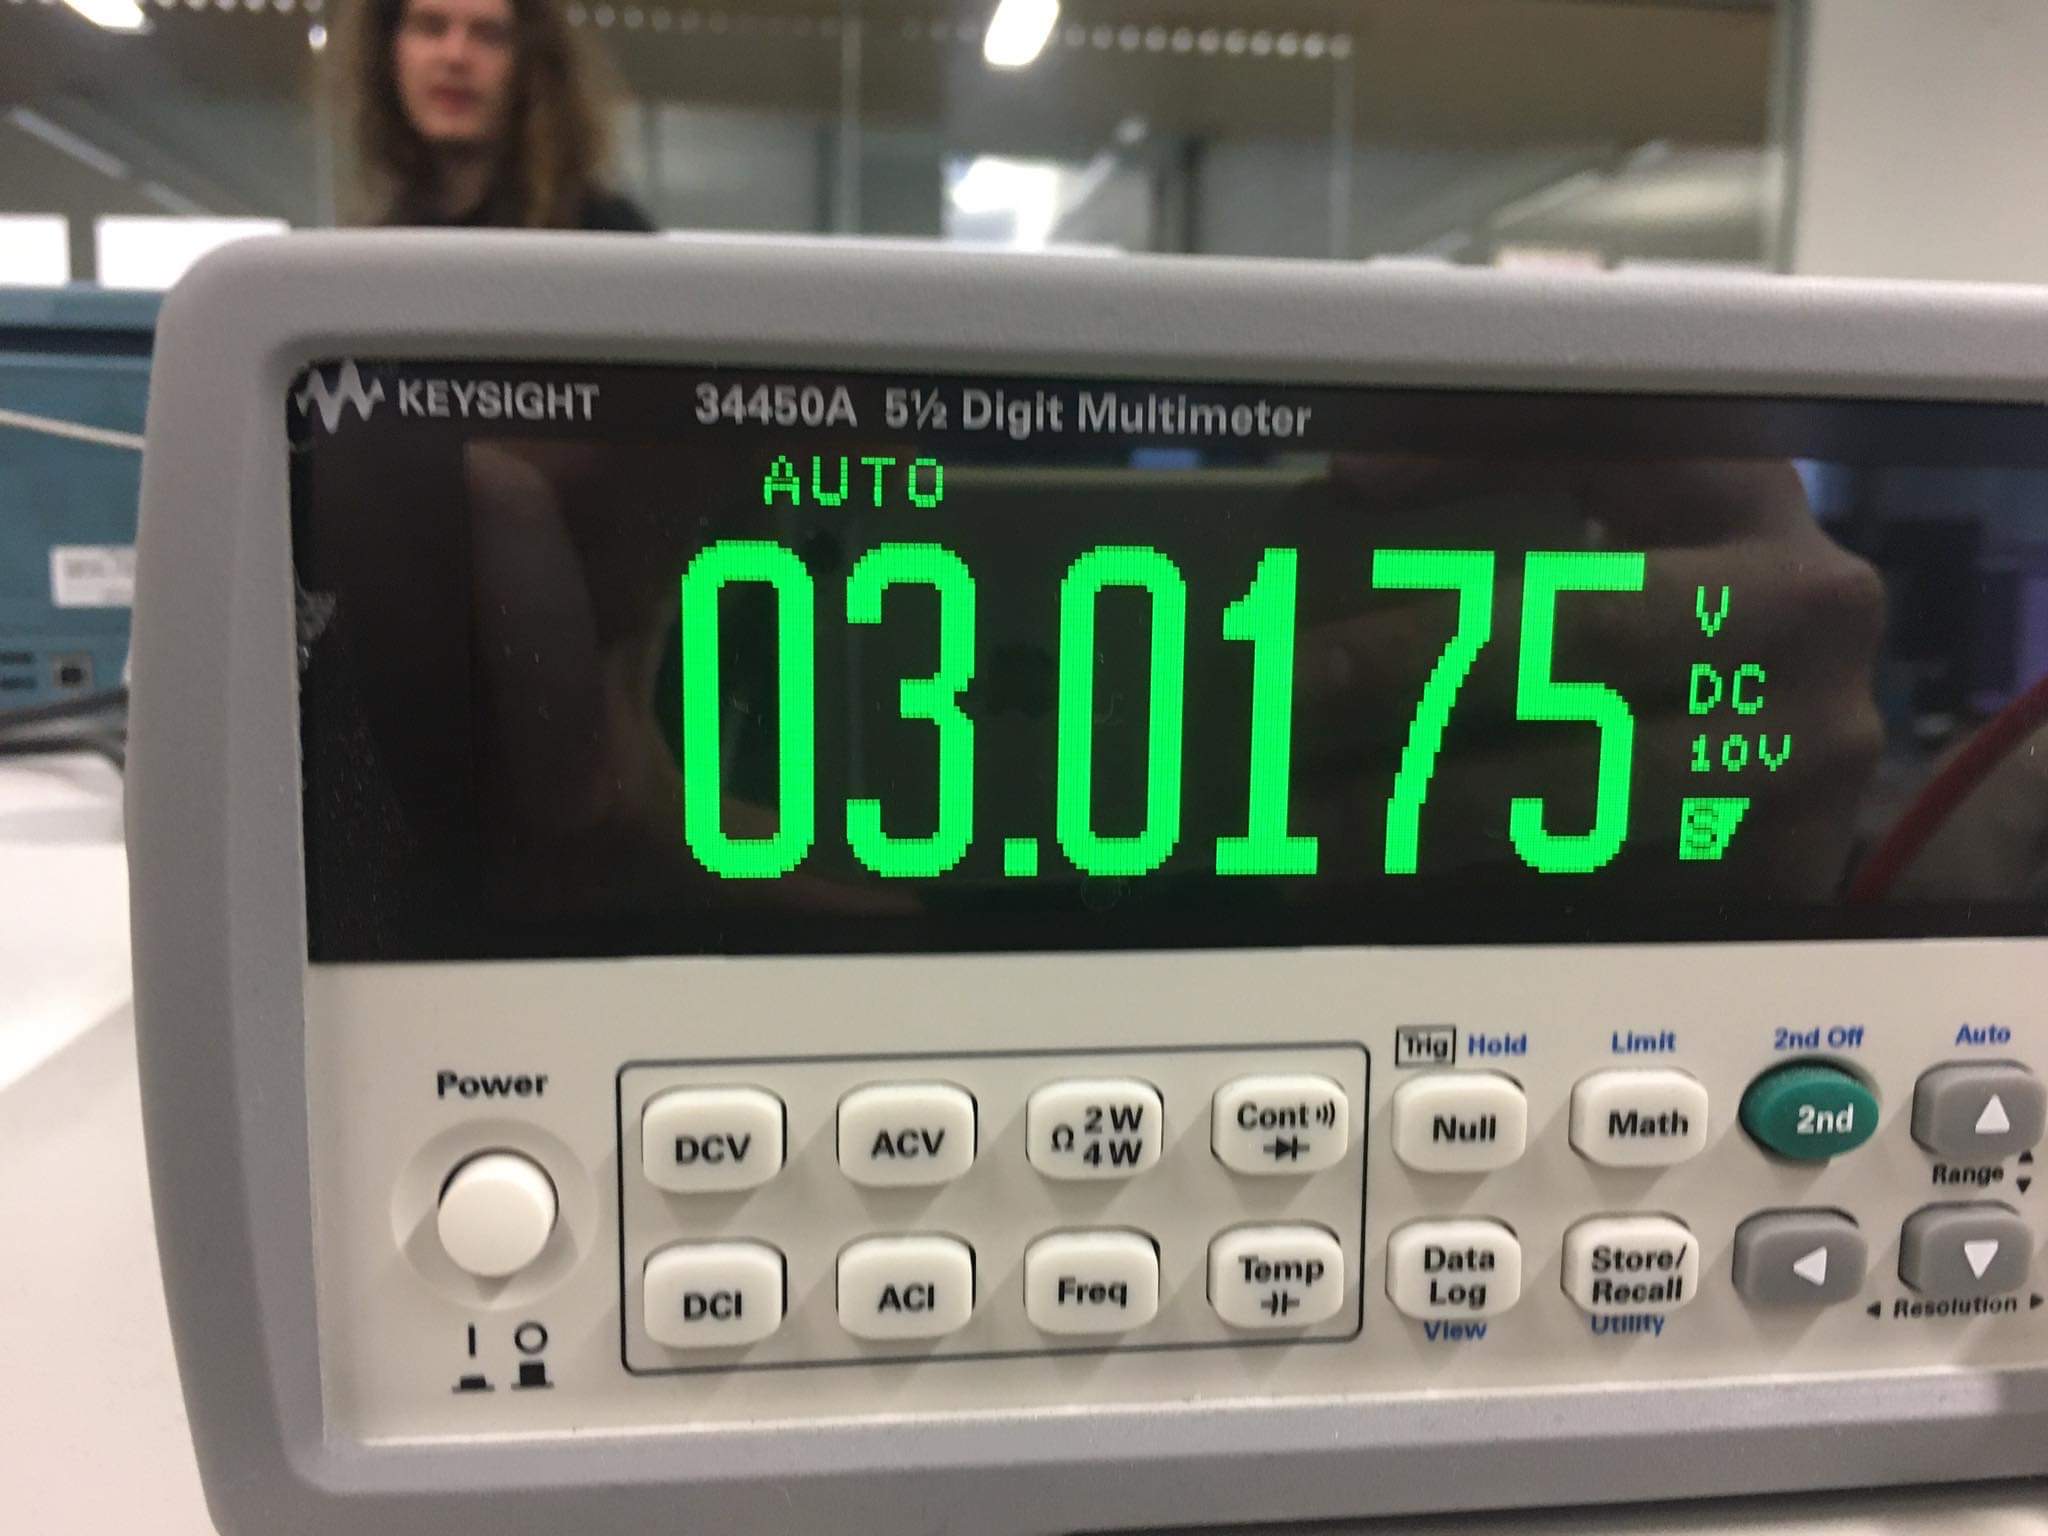 KEYSIGHT 34450A 5½ Digit Multimeter
AUTO
03.0175
V
DC
10V
S
Power
Trig Hold Limit 2nd Off Auto
DCV ACV Ω 2W 4W Cont Null Math 2nd
Range
DCI ACI Freq Temp Data Log Store/ Recall
Resolution
View Utility
I O